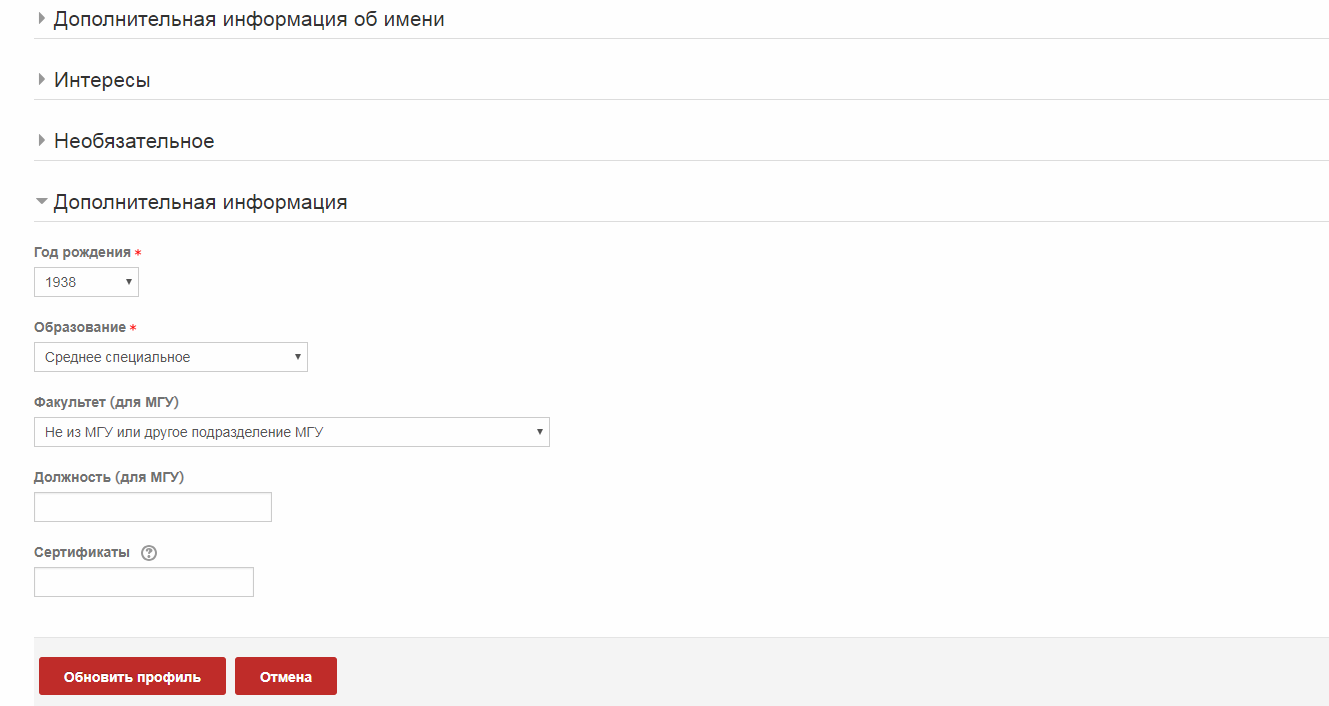 Дополнительная информация об имени
Интересы
Необязательное
Дополнительная информация
Год рождения *
1938
Образование *
Среднее специальное
Факультет (для МГУ)
Не из МГУ или другое подразделение МГУ
Должность (для МГУ)
Сертификаты ?
Обновить профиль Отмена